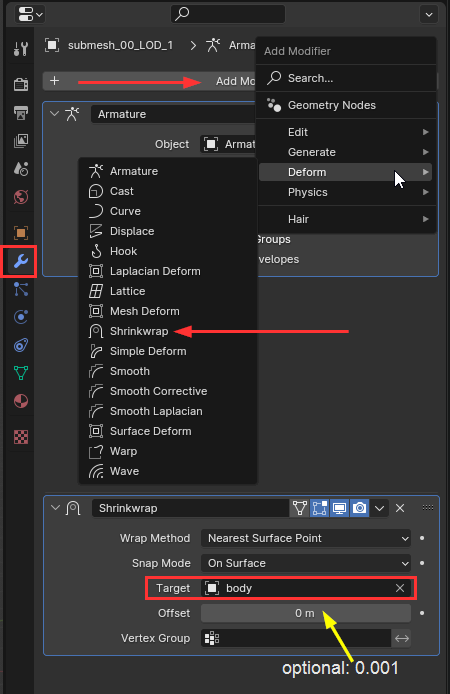 submesh_00_LOD_1 > Arma
+ Add Mo
Add Modifier
Search...
Geometry Nodes
Edit
Generate
Deform
Physics
Hair
Armature
Object Armat
Groups
velopes
Armature
Cast
Curve
Displace
Hook
Laplacian Deform
Lattice
Mesh Deform
Shrinkwrap
Simple Deform
Smooth
Smooth Corrective
Smooth Laplacian
Surface Deform
Warp
Wave
Shrinkwrap
Wrap Method Nearest Surface Point
Snap Mode On Surface
Target body
Offset 0 m
Vertex Group
optional: 0.001